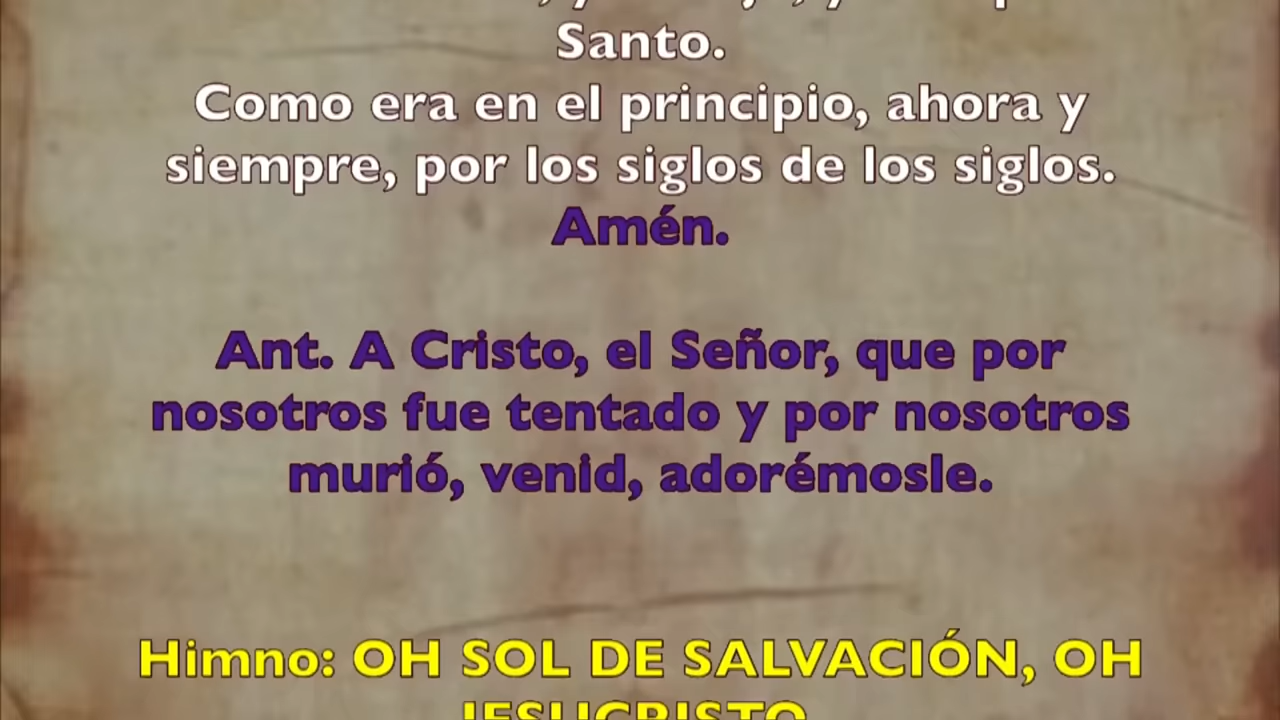 Santo.
Como era en el principio, ahora y
siempre, por los siglos de los siglos.
Amén.
Ant. A Cristo, el Señor, que por
nosotros fue tentado y por nosotros
murió, venid, adorémosle.
Himno: OH SOL DE SALVACIÓN, OH
JESUCRISTO